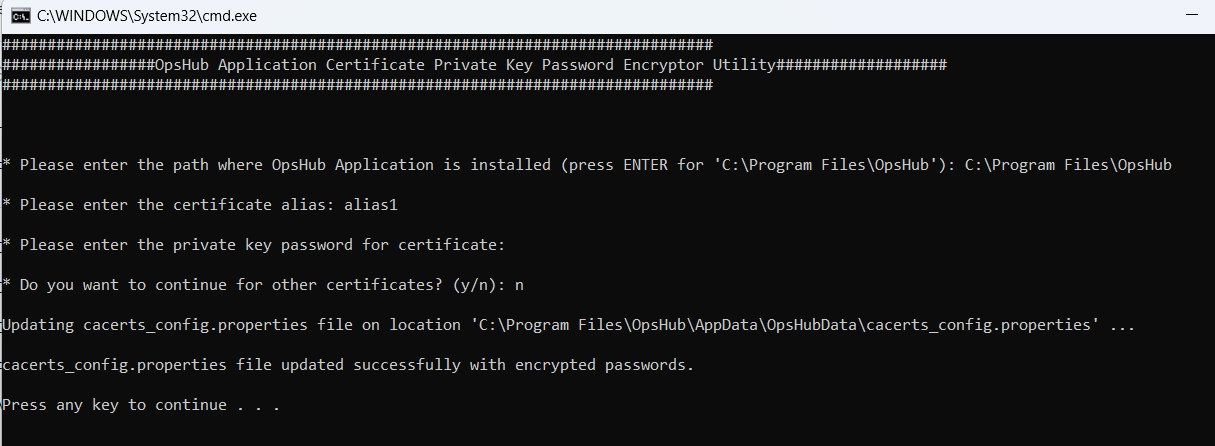 C:\WINDOWS\System32\cmd.exe
###############################################################################
#################OpsHub Application Certificate Private Key Password Encryptor Utility###################
###############################################################################
* Please enter the path where OpsHub Application is installed (press ENTER for 'C:\Program Files\OpsHub'): C:\Program Files\OpsHub
* Please enter the certificate alias: alias1
* Please enter the private key password for certificate:
* Do you want to continue for other certificates? (y/n): n
Updating cacerts_config.properties file on location 'C:\Program Files\OpsHub\AppData\OpsHubData\cacerts_config.properties' ...
cacerts_config.properties file updated successfully with encrypted passwords.
Press any key to continue . . .